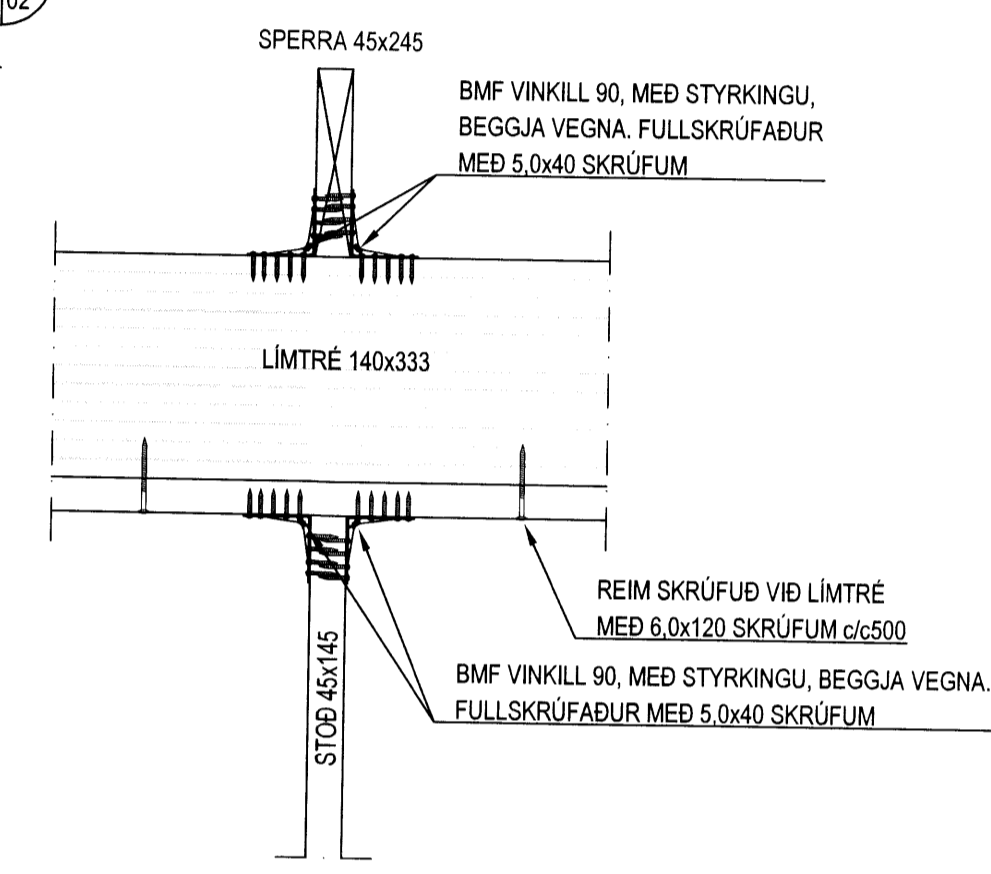 02
SPERRA 45x245
BMF VINKILL 90, MEÐ STYRKINGU,
BEGGJA VEGNA. FULLSKRÚFAÐUR
MEÐ 5,0x40 SKRÚFUM
LÍMTRÉ 140x333
REIM SKRÚFUÐ VIÐ LÍMTRÉ
MEÐ 6,0x120 SKRÚFUM c/c500
BMF VINKILL 90, MEÐ STYRKINGU, BEGGJA VEGNA.
FULLSKRÚFAÐUR MEÐ 5,0x40 SKRÚFUM
STOÐ 45x145